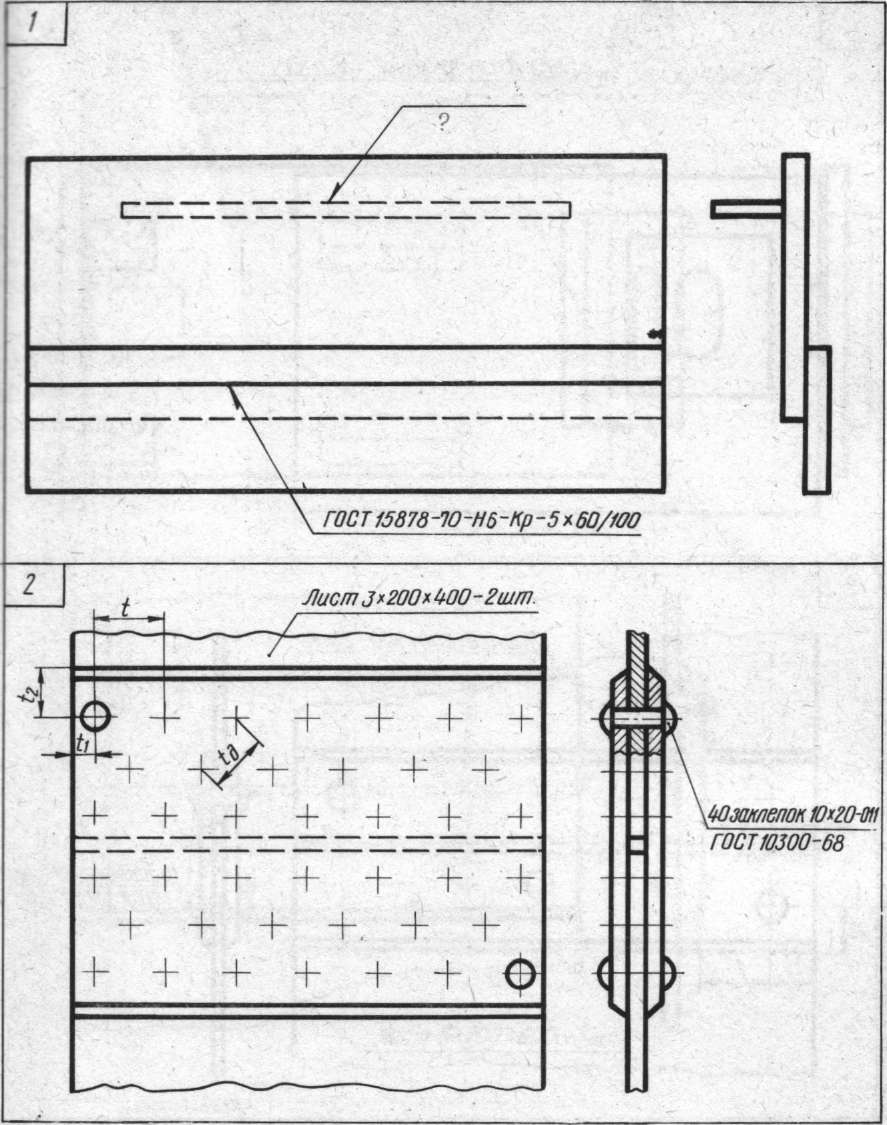 1
?
ГОСТ 15878-70-Н6-Кр-5×60/100
2
t
Лист 3×200×400-2шт.
t2
t1
tд
40 заклепок 10×20-011
ГОСТ 10300-68